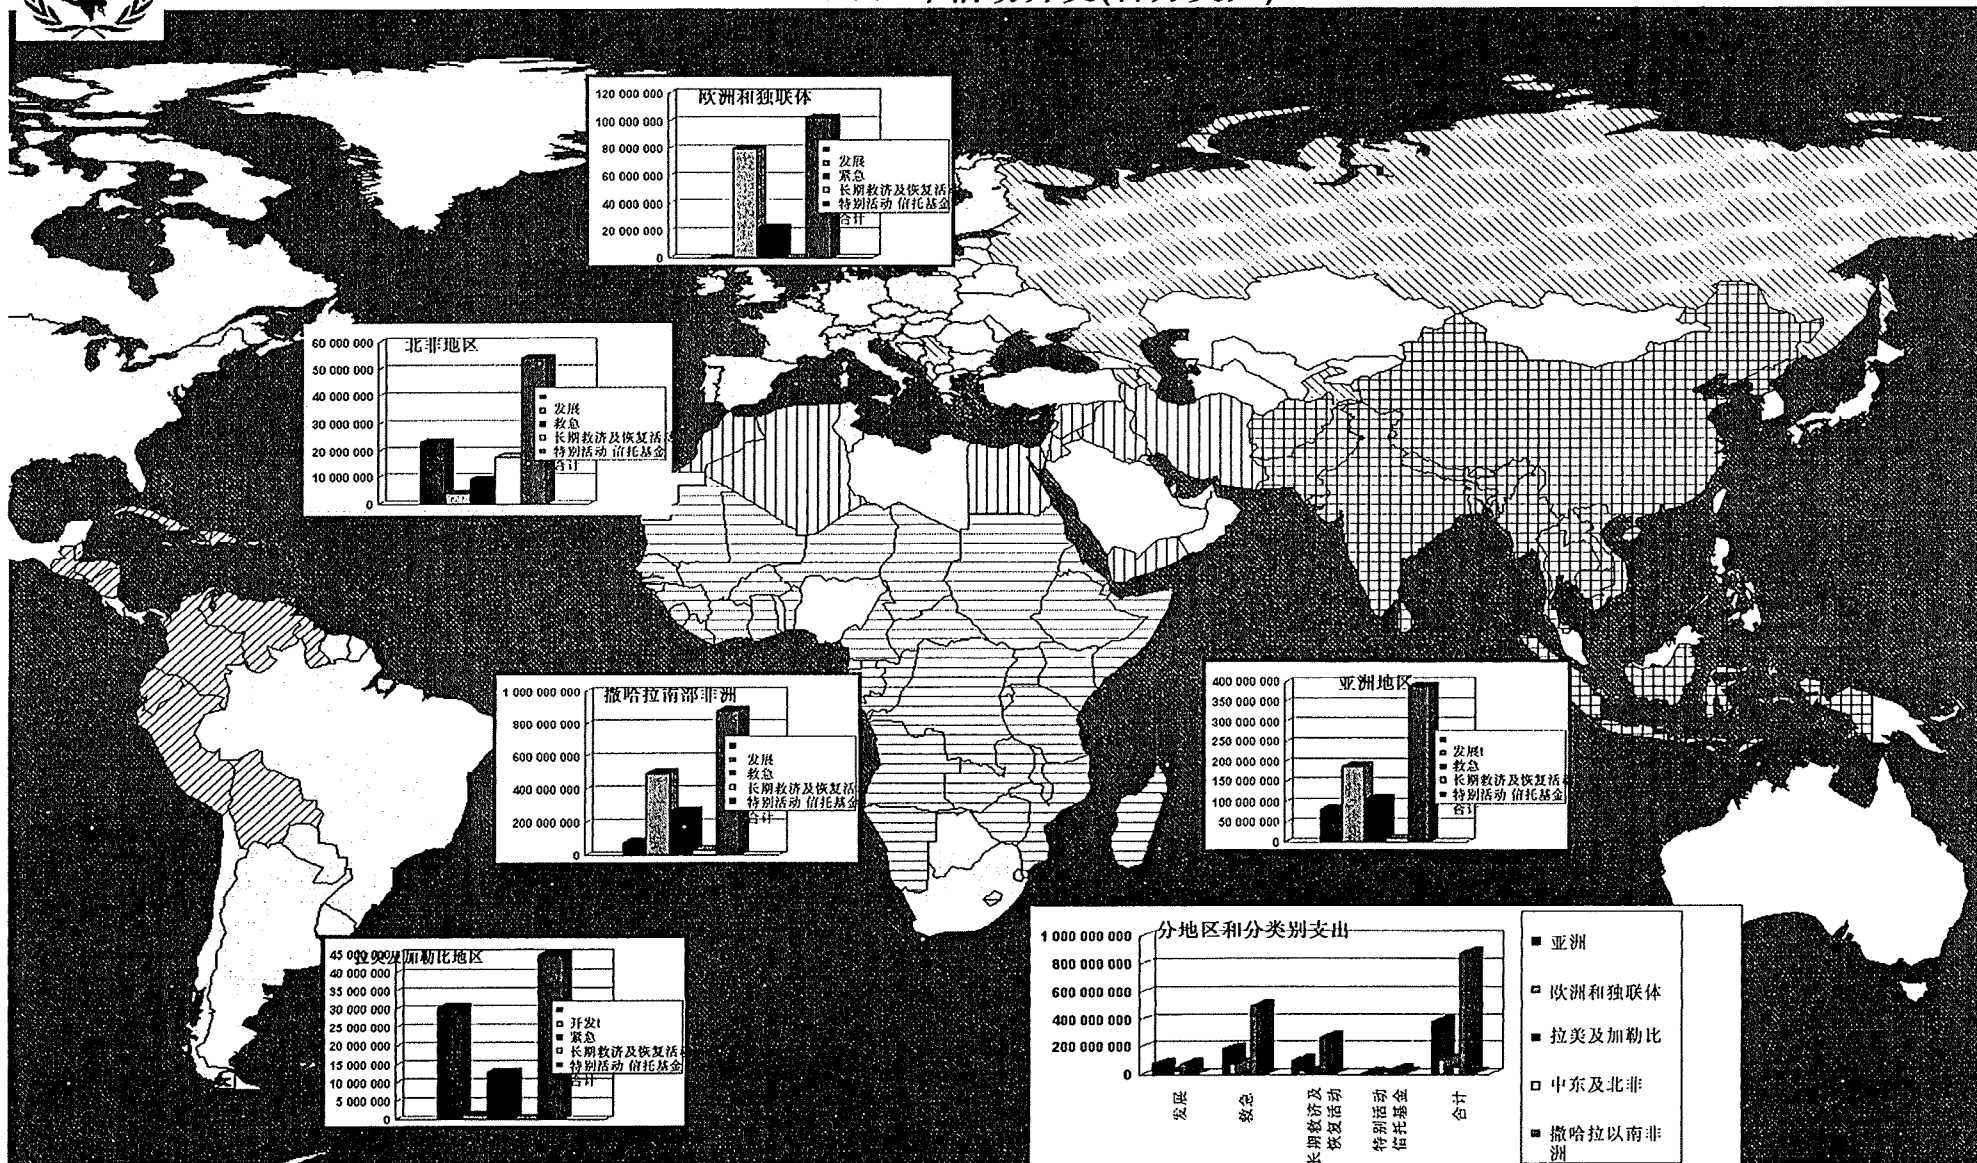 欧洲和独联体
120 000 000
100 000 000
80 000 000
60 000 000
40 000 000
20 000 000
0
发展
紧急
长期救济及恢复活
特别活动 信托基金
合计
北非地区
60 000 000
50 000 000
40 000 000
30 000 000
20 000 000
10 000 000
0
发展
救急
长期救济及恢复活
特别活动 信托基金
合计
撒哈拉南部非洲
1 000 000 000
800 000 000
600 000 000
400 000 000
200 000 000
0
发展
救急
长期救济及恢复活
特别活动 信托基金
合计
亚洲地区
400 000 000
350 000 000
300 000 000
250 000 000
200 000 000
150 000 000
100 000 000
50 000 000
0
发展t
救急
长期救济及恢复活
特别活动 信托基金
合计
拉美及加勒比地区
45 000 000
40 000 000
35 000 000
30 000 000
25 000 000
20 000 000
15 000 000
10 000 000
5 000 000
0
开发t
紧急
长期救济及恢复活
特别活动 信托基金
合计
分地区和分类别支出
1 000 000 000
800 000 000
600 000 000
400 000 000
200 000 000
0
发展
救急
长期救济及
恢复活动
特别活动
信托基金
合计
亚洲
欧洲和独联体
拉美及加勒比
中东及北非
撒哈拉以南非
洲